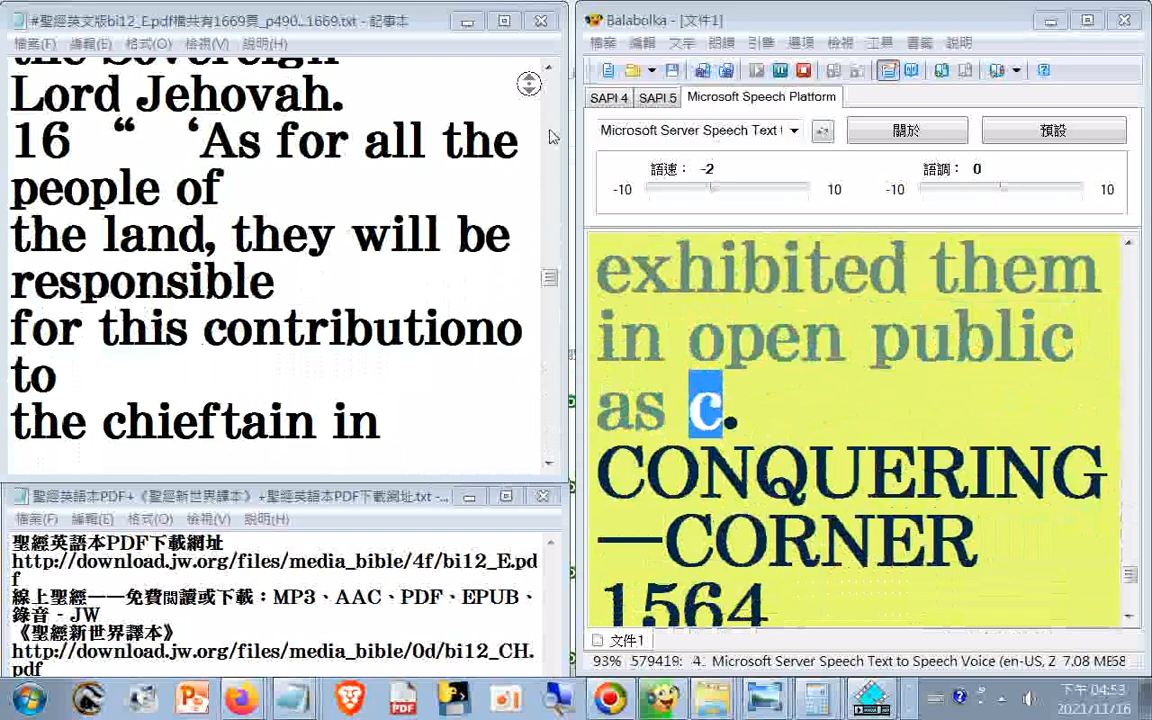 #聖經英文版bi12_E.pdf檔共有1669頁_p490...1669.txt - 記事本
檔案(F) 編輯(E) 格式(O) 檢視(V) 說明(H)
the Sovereign
Lord Jehovah.
16 “ ‘As for all the
people of
the land, they will be
responsible
for this contributiono
to
the chieftain in
聖經英語本PDF+《聖經新世界譯本》+聖經英語本PDF下載網址.txt - ...
檔案(F) 編輯(E) 格式(O) 檢視(V) 說明(H)
聖經英語本PDF下載網址
http://download.jw.org/files/media_bible/4f/bi12_E.pd
f
線上聖經──免費閱讀或下載：MP3、AAC、PDF、EPUB、
錄音 - JW
《聖經新世界譯本》
http://download.jw.org/files/media_bible/0d/bi12_CH.
pdf
Balabolka - [文件1]
檔案 編輯 文字 朗讀 引擎 選項 檢視 工具 書籤 說明
SAPI 4 SAPI 5 Microsoft Speech Platform
Microsoft Server Speech Text t 關於 預設
語速： -2 語調： 0
-10 10 -10 10
exhibited them
in open public
as c.
CONQUERING
—CORNER
1564
文件1
93% 579419: 4. Microsoft Server Speech Text to Speech Voice (en-US, Z 7.08 ME58
PDF
下午 04:53
2021/11/16